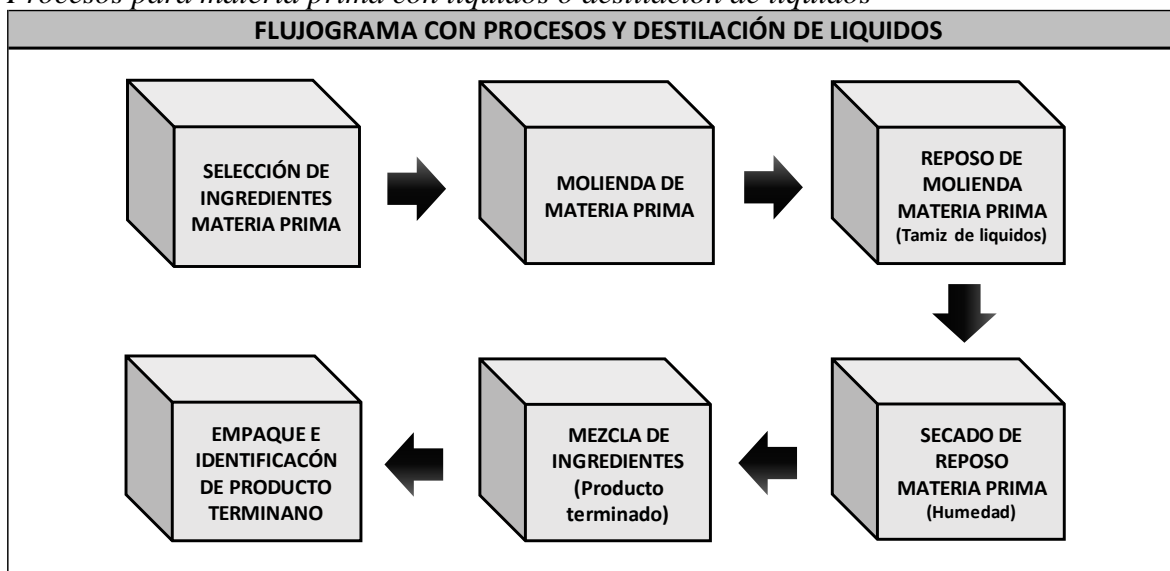 Procesos para materia prima con líquidos o destilación de líquidos
FLUJOGRAMA CON PROCESOS Y DESTILACIÓN DE LIQUIDOS
SELECCIÓN DE
INGREDIENTES
MATERIA PRIMA
MOLIENDA DE
MATERIA PRIMA
REPOSO DE
MOLIENDA
MATERIA PRIMA
(Tamiz de liquidos)
SECADO DE
REPOSO
MATERIA PRIMA
(Humedad)
MEZCLA DE
INGREDIENTES
(Producto
terminado)
EMPAQUE E
IDENTIFICACÓN
DE PRODUCTO
TERMINANO